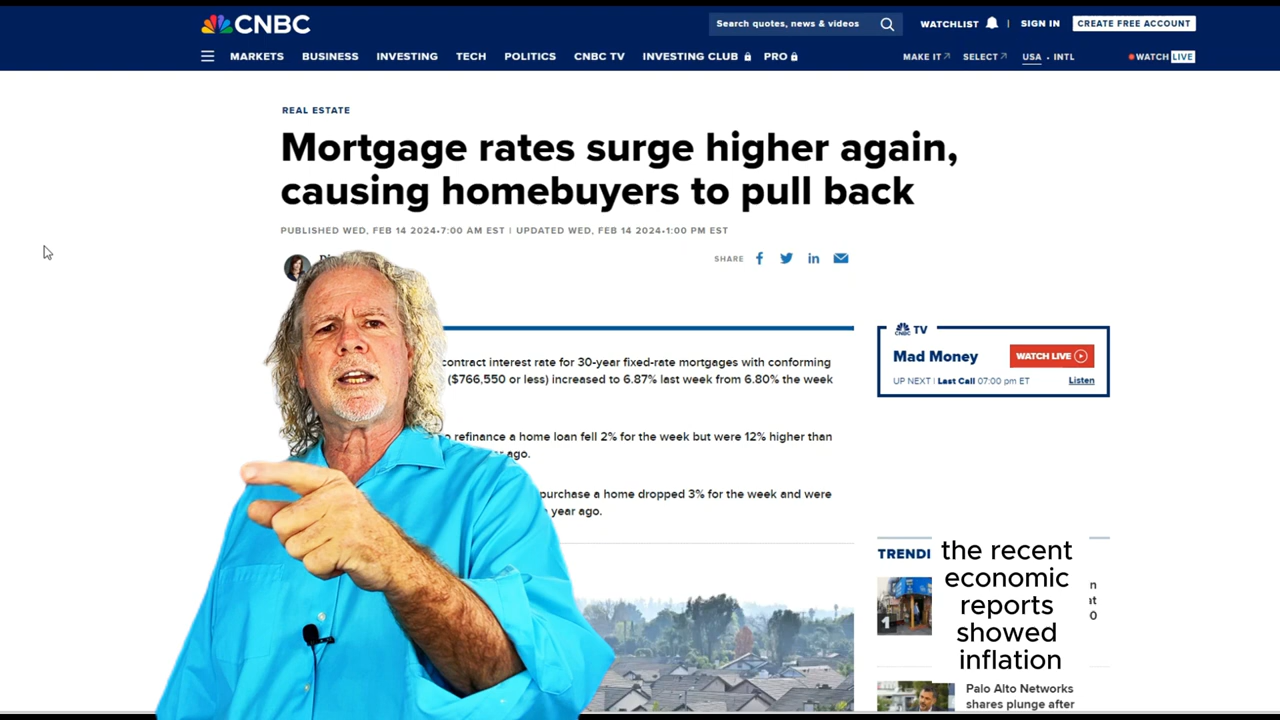 CNBC
Search quotes, news & videos
WATCHLIST
SIGN IN
CREATE FREE ACCOUNT
MARKETS BUSINESS INVESTING TECH POLITICS CNBC TV INVESTING CLUB PRO
MAKE IT SELECT USA • INTL WATCH LIVE
REAL ESTATE
Mortgage rates surge higher again,
causing homebuyers to pull back
PUBLISHED WED, FEB 14 2024•7:00 AM EST | UPDATED WED, FEB 14 2024•1:00 PM EST
SHARE
contract interest rate for 30-year fixed-rate mortgages with conforming
($766,550 or less) increased to 6.87% last week from 6.80% the week
refinance a home loan fell 2% for the week but were 12% higher than
ago.
purchase a home dropped 3% for the week and were
year ago.
CNBC TV
Mad Money
WATCH LIVE
UP NEXT | Last Call 07:00 pm ET
Listen
the recent
economic
reports
showed
inflation
1
Palo Alto Networks
shares plunge after